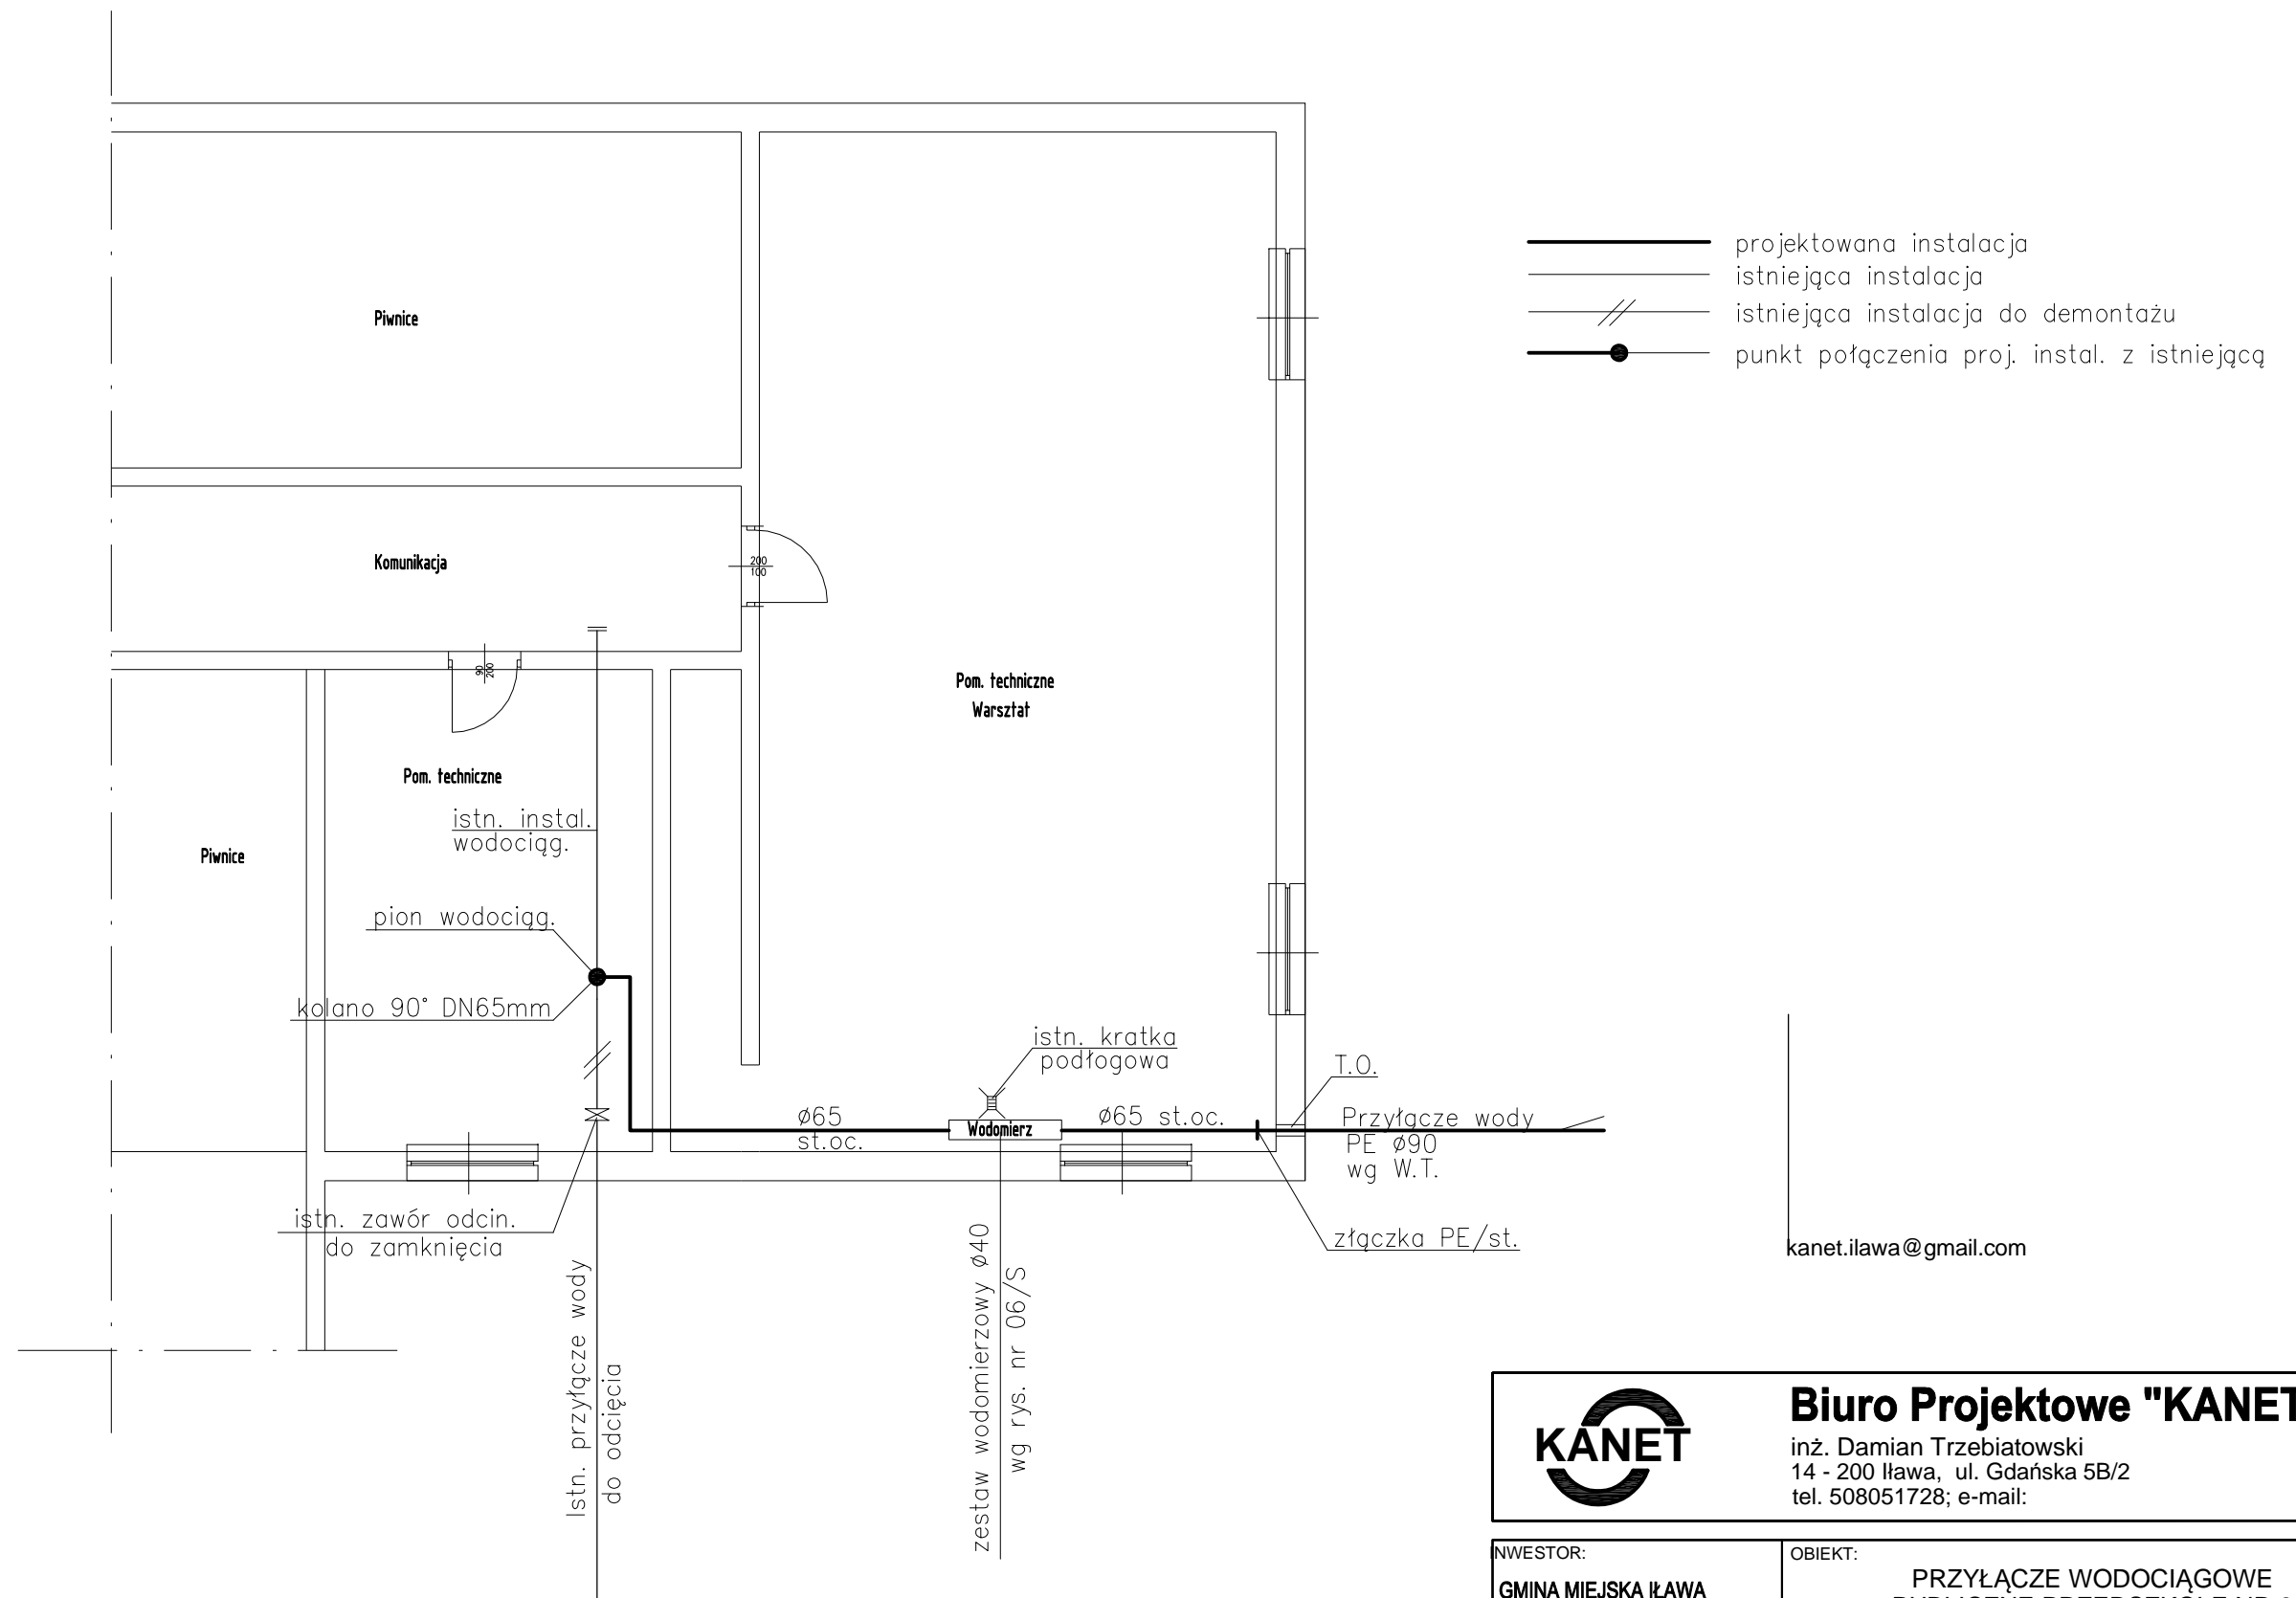 projektowana instalacja
istniejąca instalacja
istniejąca instalacja do demontażu
punkt połączenia proj. instal. z istniejącą
Piwnice
Komunikacja
200
100
90
200
Pom. techniczne
Warsztat
Pom. techniczne
istn. instal.
wodociąg.
Piwnice
pion wodociąg.
kolano 90° DN65mm
istn. kratka
podłogowa
T.O.
ø65
st.oc.
Wodomierz
ø65 st.oc.
Przyłącze wody
PE ø90
wg W.T.
istn. zawór odcin.
do zamknięcia
złączka PE/st.
Istn. przyłącze wody
do odcięcia
zestaw wodomierzowy ø40
wg rys. nr 06/S
kanet.ilawa@gmail.com
KANET
Biuro Projektowe "KANET
inż. Damian Trzebiatowski
14 - 200 Iława, ul. Gdańska 5B/2
tel. 508051728; e-mail:
INWESTOR:
GMINA MIEJSKA IŁAWA
OBIEKT:
PRZYŁĄCZE WODOCIĄGOWE